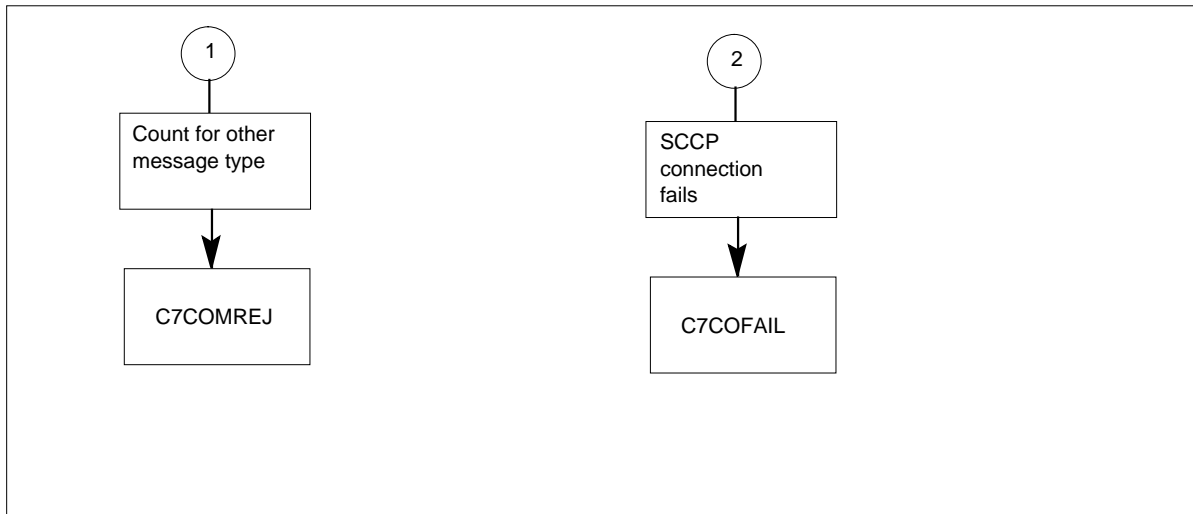 1
Count for other
message type
C7COMREJ
2
SCCP
connection
fails
C7COFAIL